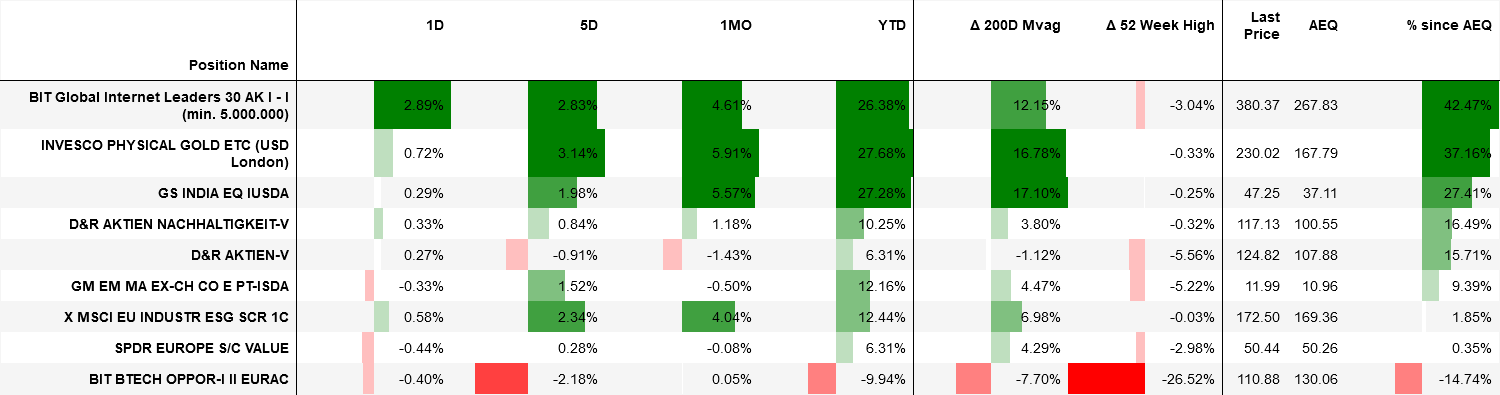 Position Name 1D 5D 1MO YTD Δ 200D Mvag Δ 52 Week High Last Price AEQ % since AEQ
BIT Global Internet Leaders 30 AK I - I
(min. 5.000.000) 2.89% 2.83% 4.61% 26.38% 12.15% -3.04% 380.37 267.83 42.47%
INVESCO PHYSICAL GOLD ETC (USD
London) 0.72% 3.14% 5.91% 27.68% 16.78% -0.33% 230.02 167.79 37.16%
GS INDIA EQ IUSDA 0.29% 1.98% 5.57% 27.28% 17.10% -0.25% 47.25 37.11 27.41%
D&R AKTIEN NACHHALTIGKEIT-V 0.33% 0.84% 1.18% 10.25% 3.80% -0.32% 117.13 100.55 16.49%
D&R AKTIEN-V 0.27% -0.91% -1.43% 6.31% -1.12% -5.56% 124.82 107.88 15.71%
GM EM MA EX-CH CO E PT-ISDA -0.33% 1.52% -0.50% 12.16% 4.47% -5.22% 11.99 10.96 9.39%
X MSCI EU INDUSTR ESG SCR 1C 0.58% 2.34% 4.04% 12.44% 6.98% -0.03% 172.50 169.36 1.85%
SPDR EUROPE S/C VALUE -0.44% 0.28% -0.08% 6.31% 4.29% -2.98% 50.44 50.26 0.35%
BIT BTECH OPPOR-I II EURAC -0.40% -2.18% 0.05% -9.94% -7.70% -26.52% 110.88 130.06 -14.74%